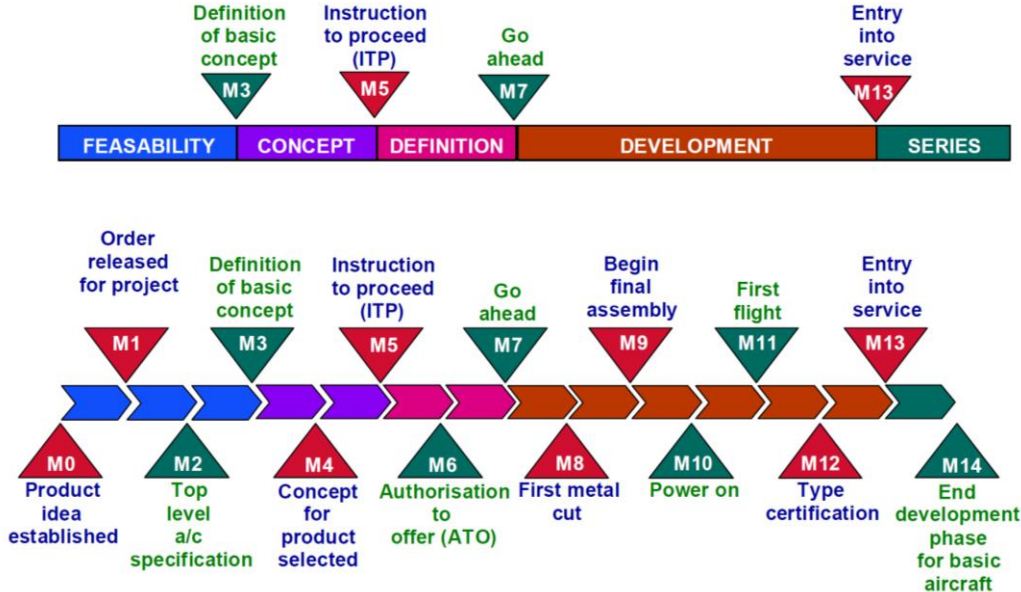 Definition
of basic
concept
Instruction
to proceed
(ITP)
Go
ahead
Entry
into
service
M3
M5
M7
M13
FEASABILITY
CONCEPT
DEFINITION
DEVELOPMENT
SERIES
Order
released
for project
Definition
of basic
concept
Instruction
to proceed
(ITP)
Go
ahead
Begin
final
assembly
First
flight
Entry
into
service
M1
M3
M5
M7
M9
M11
M13
M0
M2
M4
M6
M8
M10
M12
M14
Product
idea
established
Top
level
a/c
specification
Concept
for
product
selected
Authorisation
to
offer (ATO)
First metal
cut
Power on
Type
certification
End
development
phase
for basic
aircraft